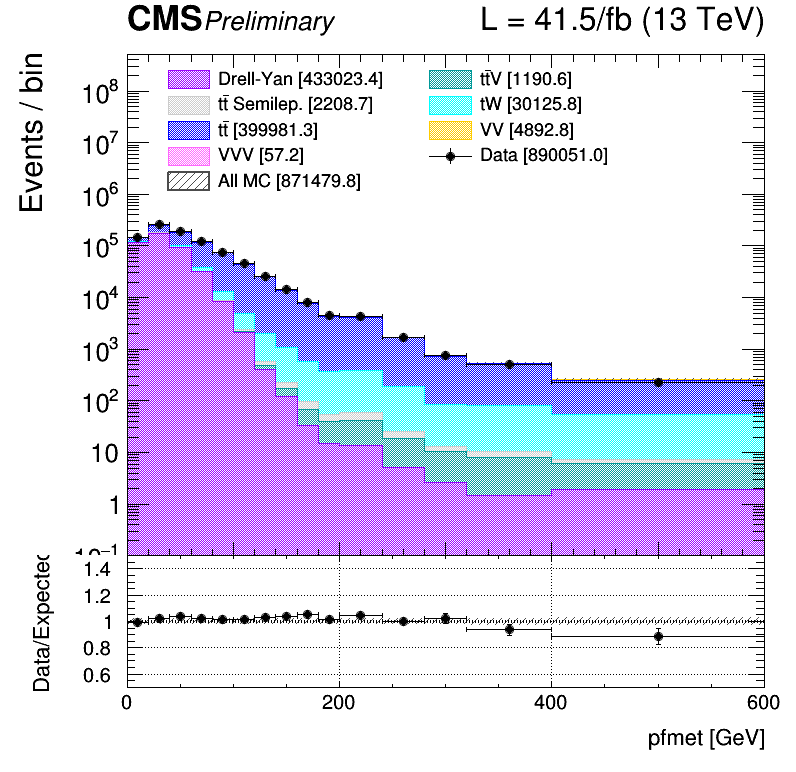 CMS Preliminary L = 41.5/fb (13 TeV)
Events / bin
Drell-Yan [433023.4]
tt̄ Semilep. [2208.7]
tt̄ [399981.3]
VVV [57.2]
All MC [871479.8]
tt̄V [1190.6]
tW [30125.8]
VV [4892.8]
Data [890051.0]
10⁸
10⁷
10⁶
10⁵
10⁴
10³
10²
10
1
10⁻¹
Data/Expected
1.4
1.2
1
0.8
0.6
0 200 400 600
pfmet [GeV]